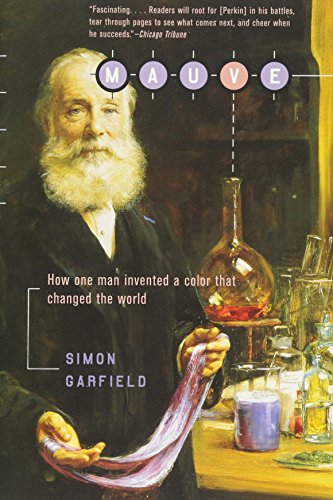 "Fascinating. . . . Readers will root for [Perkin] in his battles,
tear through pages to see what comes next, and cheer when
he succeeds."—Chicago Tribune
MAUVE
How one man invented a color that
changed the world
SIMON
GARFIELD